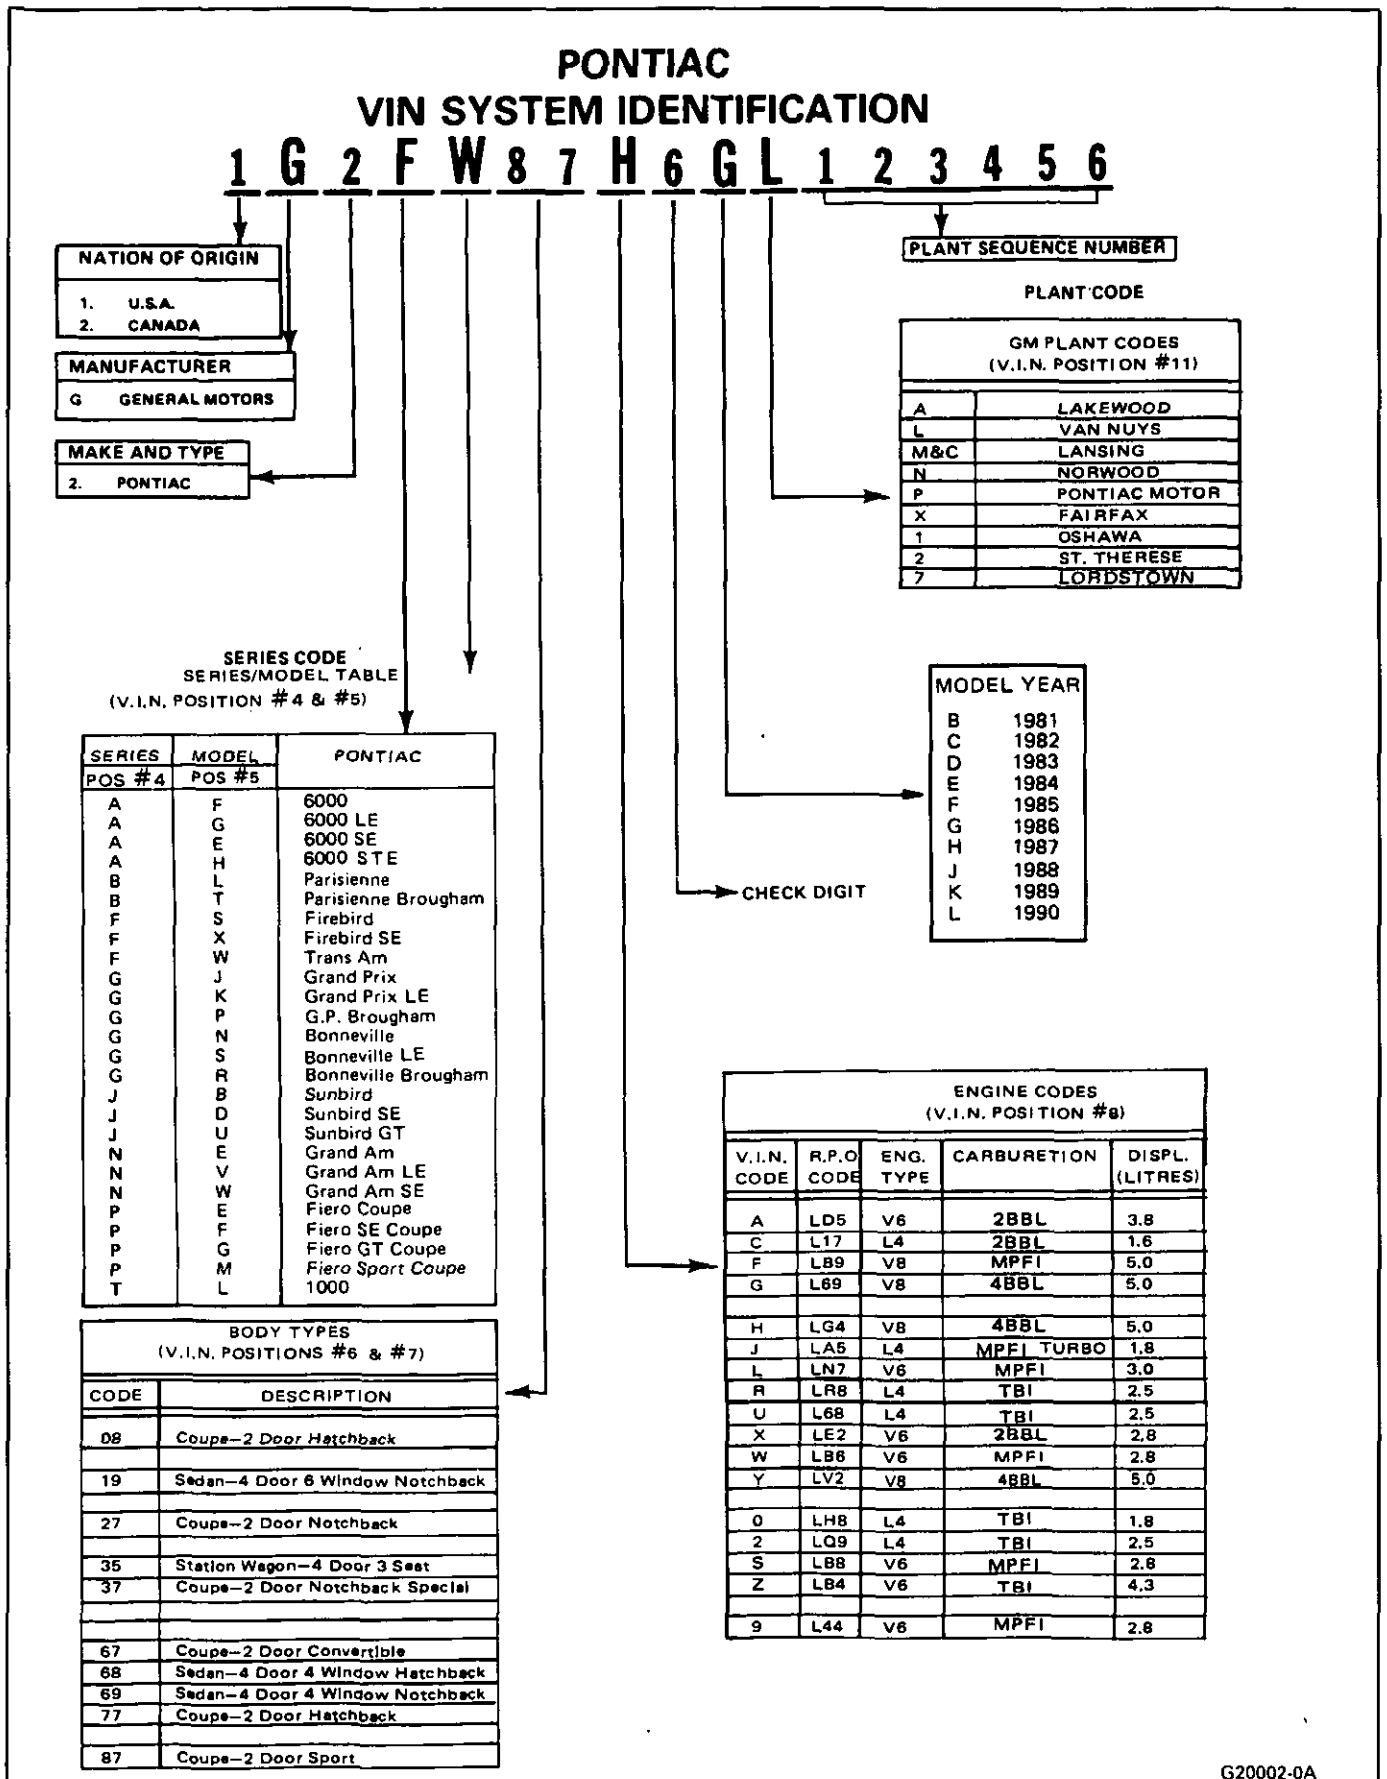 PONTIAC
VIN SYSTEM IDENTIFICATION
1 G 2 F W 8 7 H 6 G L 1 2 3 4 5 6
NATION OF ORIGIN
1. U.S.A.
2. CANADA
MANUFACTURER
G GENERAL MOTORS
MAKE AND TYPE
2. PONTIAC
PLANT SEQUENCE NUMBER
PLANT CODE
GM PLANT CODES
(V.I.N. POSITION #11)
A LAKEWOOD
L VAN NUYS
M&C LANSING
N NORWOOD
P PONTIAC MOTOR
X FAIRFAX
1 OSHAWA
2 ST. THERESE
7 LORDSTOWN
SERIES CODE
SERIES/MODEL TABLE
(V.I.N. POSITION #4 & #5)
SERIES MODEL PONTIAC
POS #4 POS #5
A F 6000
A G 6000 LE
A E 6000 SE
A H 6000 STE
B L Parisienne
B T Parisienne Brougham
F S Firebird
F X Firebird SE
F W Trans Am
G J Grand Prix
G K Grand Prix LE
G P G.P. Brougham
G N Bonneville
G S Bonneville LE
G R Bonneville Brougham
J B Sunbird
J D Sunbird SE
J U Sunbird GT
N E Grand Am
N V Grand Am LE
N W Grand Am SE
P E Fiero Coupe
P F Fiero SE Coupe
P G Fiero GT Coupe
P M Fiero Sport Coupe
T L 1000
BODY TYPES
(V.I.N. POSITIONS #6 & #7)
CODE DESCRIPTION
08 Coupe—2 Door Hatchback
19 Sedan—4 Door 6 Window Notchback
27 Coupe—2 Door Notchback
35 Station Wagon—4 Door 3 Seat
37 Coupe—2 Door Notchback Special
67 Coupe—2 Door Convertible
68 Sedan—4 Door 4 Window Hatchback
69 Sedan—4 Door 4 Window Notchback
77 Coupe—2 Door Hatchback
87 Coupe—2 Door Sport
MODEL YEAR
B 1981
C 1982
D 1983
E 1984
F 1985
G 1986
H 1987
J 1988
K 1989
L 1990
CHECK DIGIT
ENGINE CODES
(V.I.N. POSITION #8)
V.I.N. R.P.O ENG. CARBURETION DISPL.
CODE CODE TYPE (LITRES)
A LD5 V6 2BBL 3.8
C L17 L4 2BBL 1.6
F LB9 V8 MPFI 5.0
G L69 V8 4BBL 5.0
H LG4 V8 4BBL 5.0
J LA5 L4 MPFI TURBO 1.8
L LN7 V6 MPFI 3.0
R LR8 L4 TBI 2.5
U L68 L4 TBI 2.5
X LE2 V6 2BBL 2.8
W LB6 V6 MPFI 2.8
Y LV2 V8 4BBL 5.0
0 LH8 L4 TBI 1.8
2 LQ9 L4 TBI 2.5
S LB8 V6 MPFI 2.8
Z LB4 V6 TBI 4.3
9 L44 V6 MPFI 2.8
G20002-0A